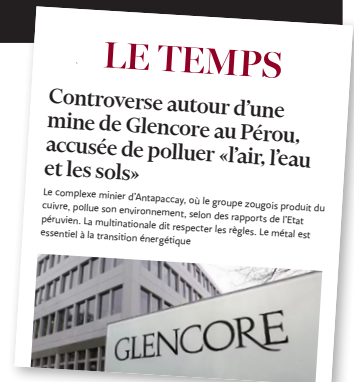 LE TEMPS
Controverse autour d'une
mine de Glencore au Pérou,
accusée de polluer «l'air, l'eau
et les sols»
Le complexe minier d'Antapaccay, où le groupe zougois produit du
cuivre, pollue son environnement, selon des rapports de l'Etat
péruvien. La multinationale dit respecter les règles. Le métal est
essentiel à la transition énergétique
GLENCORE